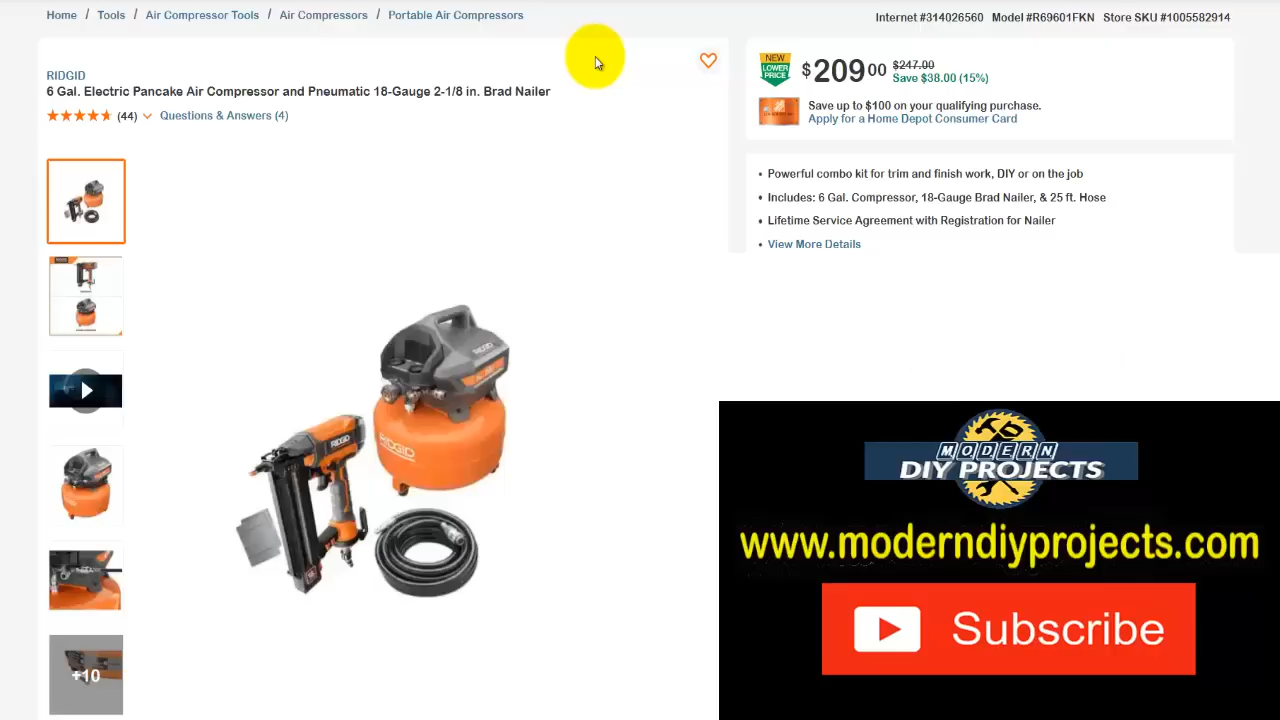 Home / Tools / Air Compressor Tools / Air Compressors / Portable Air Compressors
Internet #314026560 Model #R69601FKN Store SKU #1005582914
RIDGID
6 Gal. Electric Pancake Air Compressor and Pneumatic 18-Gauge 2-1/8 in. Brad Nailer
(44) Questions & Answers (4)
NEW LOWER PRICE
$209.00
$247.00
Save $38.00 (15%)
Save up to $100 on your qualifying purchase.
Apply for a Home Depot Consumer Card
• Powerful combo kit for trim and finish work, DIY or on the job
• Includes: 6 Gal. Compressor, 18-Gauge Brad Nailer, & 25 ft. Hose
• Lifetime Service Agreement with Registration for Nailer
• View More Details
RIDGID
RIDGID
RIDGID
+10
MODERN
DIY PROJECTS
www.moderndiyprojects.com
Subscribe